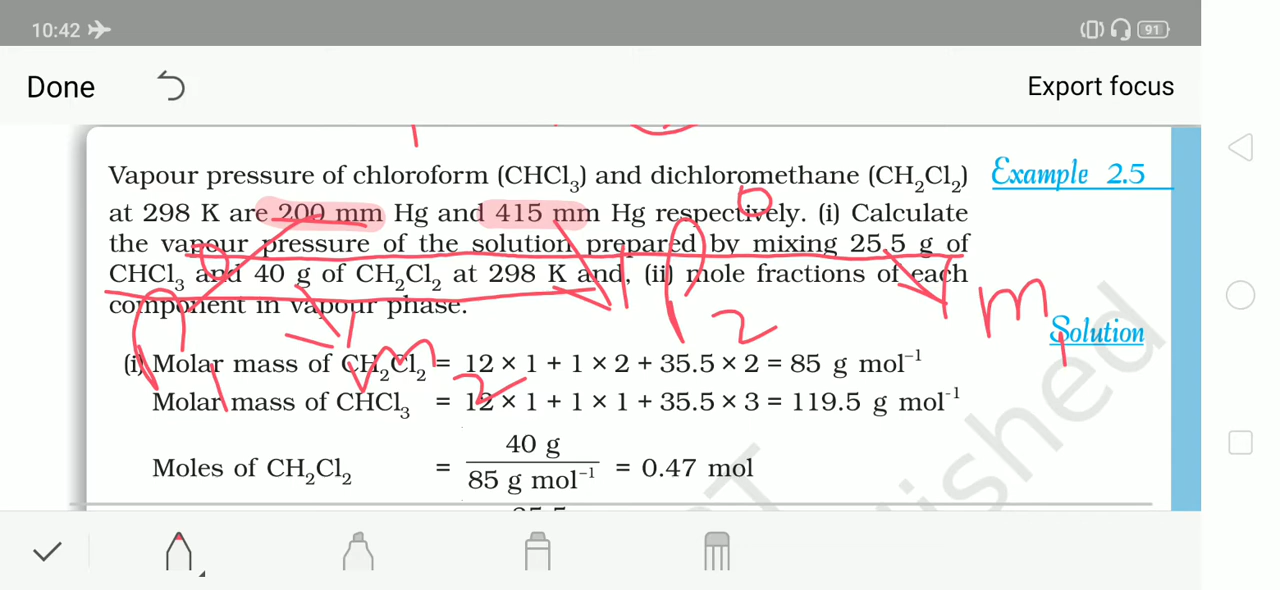 10:42
91
Done
Export focus
Vapour pressure of chloroform (CHCl₃) and dichloromethane (CH₂Cl₂)
Example 2.5
at 298 K are 200 mm Hg and 415 mm Hg respectively. (i) Calculate
the vapour pressure of the solution prepared by mixing 25.5 g of
CHCl₃ and 40 g of CH₂Cl₂ at 298 K and, (ii) mole fractions of each
component in vapour phase.
p₁⁰
p₂⁰
m₁
m₂
Solution
(i) Molar mass of CH₂Cl₂ = 12 × 1 + 1 × 2 + 35.5 × 2 = 85 g mol⁻¹
Molar mass of CHCl₃ = 12 × 1 + 1 × 1 + 35.5 × 3 = 119.5 g mol⁻¹
Moles of CH₂Cl₂ = 40 g / 85 g mol⁻¹ = 0.47 mol